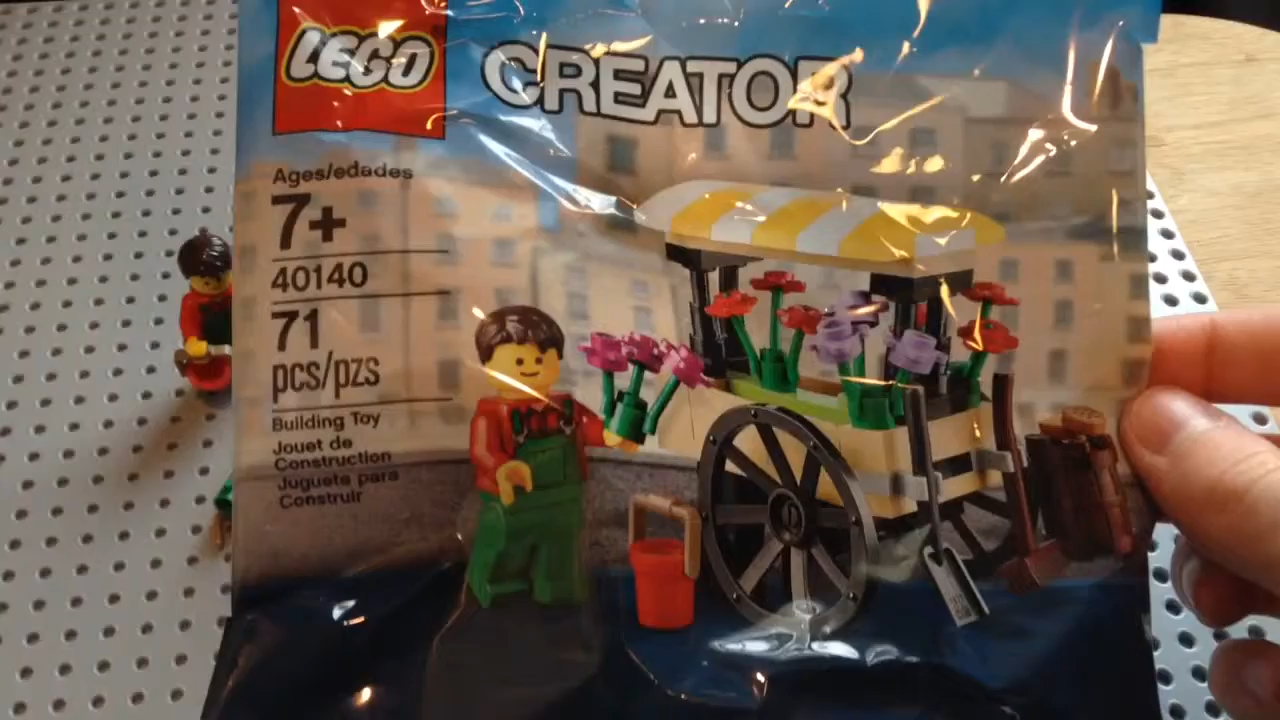 LEGO
CREATOR
Ages/edades
7+
40140
71
pcs/pzs
Building Toy
Jouet de
Construction
Juguete para
Construir